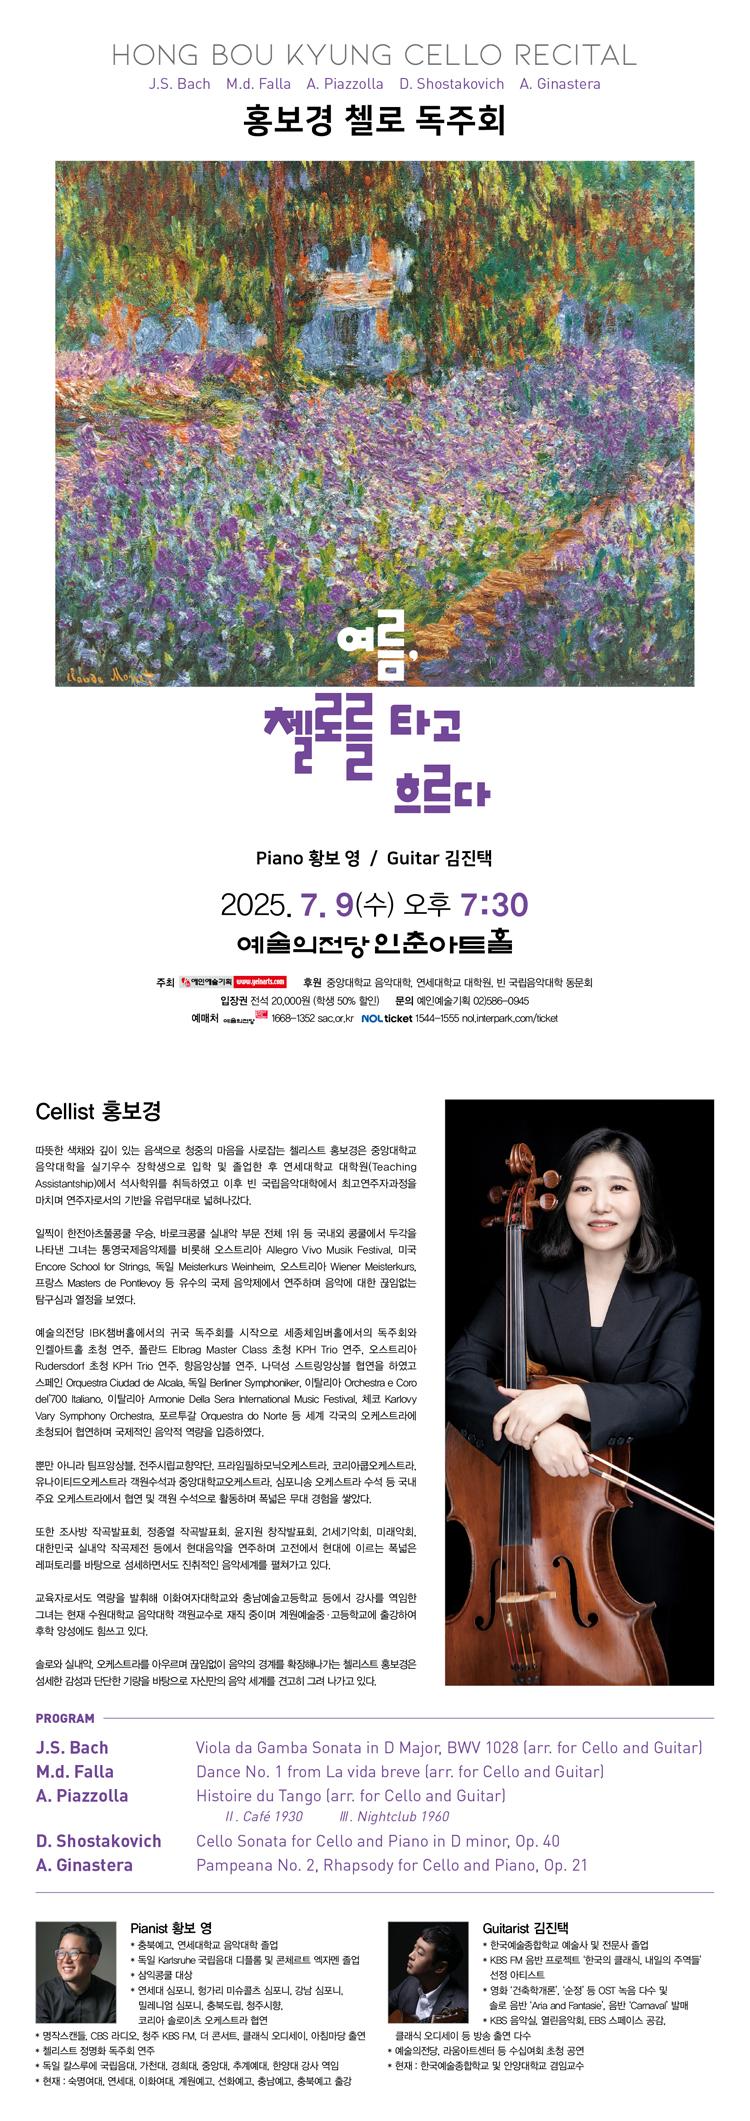 HONG BOU KYUNG CELLO RECITAL
J.S. Bach M.d. Falla A. Piazzolla D. Shostakovich A. Ginastera
홍보경 첼로 독주회
Claude Monet
여름,
첼로를 타고
흐르다
Piano 황보 영 / Guitar 김진택
2025. 7. 9(수) 오후 7:30
예술의전당 인춘아트홀
주최 예인예술기획 www.yeinarts.com 후원 중앙대학교 음악대학, 연세대학교 대학원, 빈 국립음악대학 동문회
입장권 전석 20,000원 (학생 50% 할인) 문의 예인예술기획 02)586-0945
예매처 예술의전당 1668-1352 sac.or.kr NOL ticket 1544-1555 nol.interpark.com/ticket
Cellist 홍보경
따뜻한 색채와 깊이 있는 음색으로 청중의 마음을 사로잡는 첼리스트 홍보경은 중앙대학교
음악대학을 실기우수 장학생으로 입학 및 졸업한 후 연세대학교 대학원(Teaching
Assistantship)에서 석사학위를 취득하였고 이후 빈 국립음악대학에서 최고연주자과정을
마치며 연주자로서의 기반을 유럽무대로 넓혀나갔다.
일찍이 한전아츠풀콩쿨 우승, 바로크콩쿨 실내악 부문 전체 1위 등 국내외 콩쿨에서 두각을
나타낸 그녀는 통영국제음악제를 비롯해 오스트리아 Allegro Vivo Musik Festival, 미국
Encore School for Strings, 독일 Meisterkurs Weinheim, 오스트리아 Wiener Meisterkurs,
프랑스 Masters de Pontlevoy 등 유수의 국제 음악제에서 연주하며 음악에 대한 끊임없는
탐구심과 열정을 보였다.
예술의전당 IBK챔버홀에서의 귀국 독주회를 시작으로 세종체임버홀에서의 독주회와
인켈아트홀 초청 연주, 폴란드 Elbrag Master Class 초청 KPH Trio 연주, 오스트리아
Rudersdorf 초청 KPH Trio 연주, 향음앙상블 연주, 나덕성 스트링앙상블 협연을 하였고
스페인 Orquestra Ciudad de Alcala, 독일 Berliner Symphoniker, 이탈리아 Orchestra e Coro
del'700 Italiano, 이탈리아 Armonie Della Sera International Music Festival, 체코 Karlovy
Vary Symphony Orchestra, 포르투갈 Orquestra do Norte 등 세계 각국의 오케스트라에
초청되어 협연하며 국제적인 음악적 역량을 입증하였다.
뿐만 아니라 팀프앙상블, 전주시립교향악단, 프라임필하모닉오케스트라, 코리아쿱오케스트라,
유나이티드오케스트라 객원수석과 중앙대학교오케스트라, 심포니송 오케스트라 수석 등 국내
주요 오케스트라에서 협연 및 객원 수석으로 활동하며 폭넓은 무대 경험을 쌓았다.
또한 조사방 작곡발표회, 정종열 작곡발표회, 윤지원 창작발표회, 21세기악회, 미래악회,
대한민국 실내악 작곡제전 등에서 현대음악을 연주하며 고전에서 현대에 이르는 폭넓은
레퍼토리를 바탕으로 섬세하면서도 진취적인 음악세계를 펼쳐가고 있다.
교육자로서도 역량을 발휘해 이화여자대학교와 충남예술고등학교 등에서 강사를 역임한
그녀는 현재 수원대학교 음악대학 객원교수로 재직 중이며 계원예술중·고등학교에 출강하여
후학 양성에도 힘쓰고 있다.
솔로와 실내악, 오케스트라를 아우르며 끊임없이 음악의 경계를 확장해나가는 첼리스트 홍보경은
섬세한 감성과 단단한 기량을 바탕으로 자신만의 음악 세계를 견고히 그려 나가고 있다.
PROGRAM
J.S. Bach Viola da Gamba Sonata in D Major, BWV 1028 (arr. for Cello and Guitar)
M.d. Falla Dance No. 1 from La vida breve (arr. for Cello and Guitar)
A. Piazzolla Histoire du Tango (arr. for Cello and Guitar)
II. Café 1930 III. Nightclub 1960
D. Shostakovich Cello Sonata for Cello and Piano in D minor, Op. 40
A. Ginastera Pampeana No. 2, Rhapsody for Cello and Piano, Op. 21
Pianist 황보 영
* 충북예고, 연세대학교 음악대학 졸업
* 독일 Karlsruhe 국립음대 디플롬 및 콘체르트 엑자멘 졸업
* 삼익콩쿨 대상
* 연세대 심포니, 헝가리 미슈콜츠 심포니, 강남 심포니,
밀레니엄 심포니, 충북도립, 청주시향,
코리아 솔로이츠 오케스트라 협연
* 명작스캔들, CBS 라디오, 청주 KBS FM, 더 콘서트, 클래식 오디세이, 아침마당 출연
* 첼리스트 정명화 독주회 연주
* 독일 칼스루에 국립음대, 가천대, 경희대, 중앙대, 추계예대, 한양대 강사 역임
* 현재 : 숙명여대, 연세대, 이화여대, 계원예고, 선화예고, 충남예고, 충북예고 출강
Guitarist 김진택
* 한국예술종합학교 예술사 및 전문사 졸업
* KBS FM 음반 프로젝트 '한국의 클래식, 내일의 주역들'
선정 아티스트
* 영화 '건축학개론', '순정' 등 OST 녹음 다수 및
솔로 음반 'Aria and Fantasie', 음반 'Carnaval' 발매
* KBS 음악실, 열린음악회, EBS 스페이스 공감,
클래식 오디세이 등 방송 출연 다수
* 예술의전당, 라움아트센터 등 수십여회 초청 공연
* 현재 : 한국예술종합학교 및 안양대학교 겸임교수